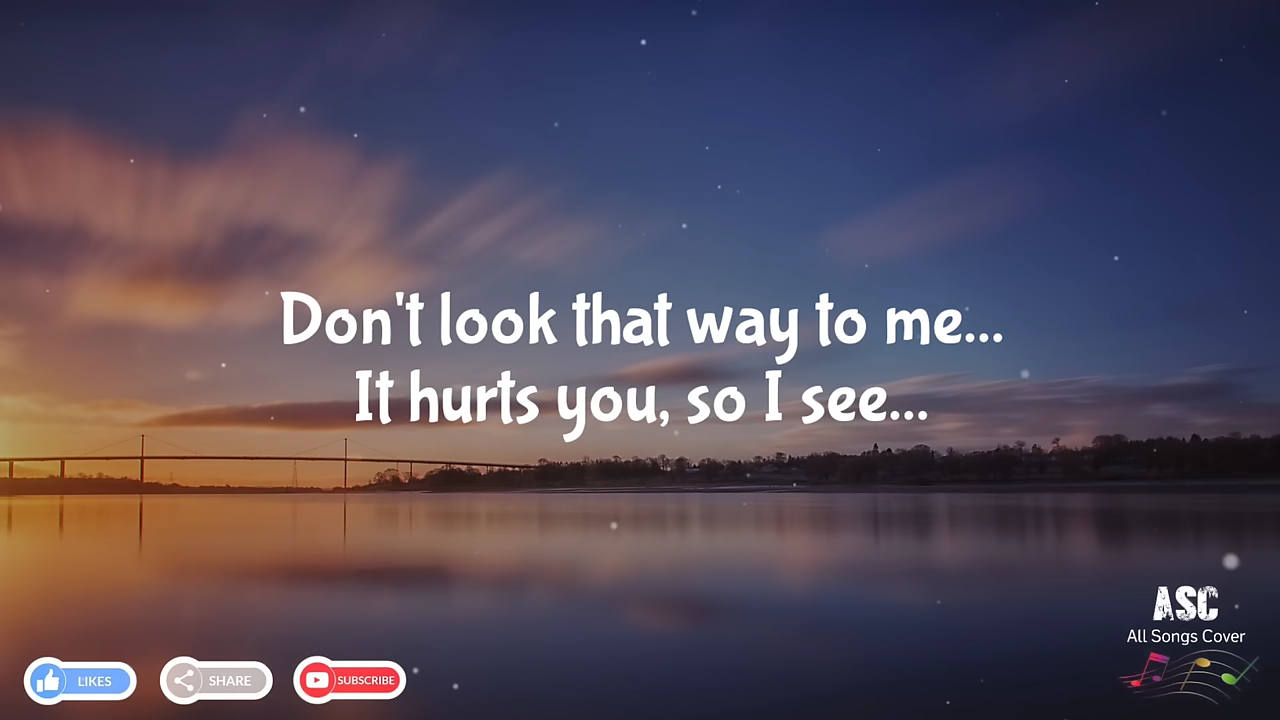 Don't look that way to me...
It hurts you, so I see...
ASC
All Songs Cover
LIKES
SHARE
SUBSCRIBE